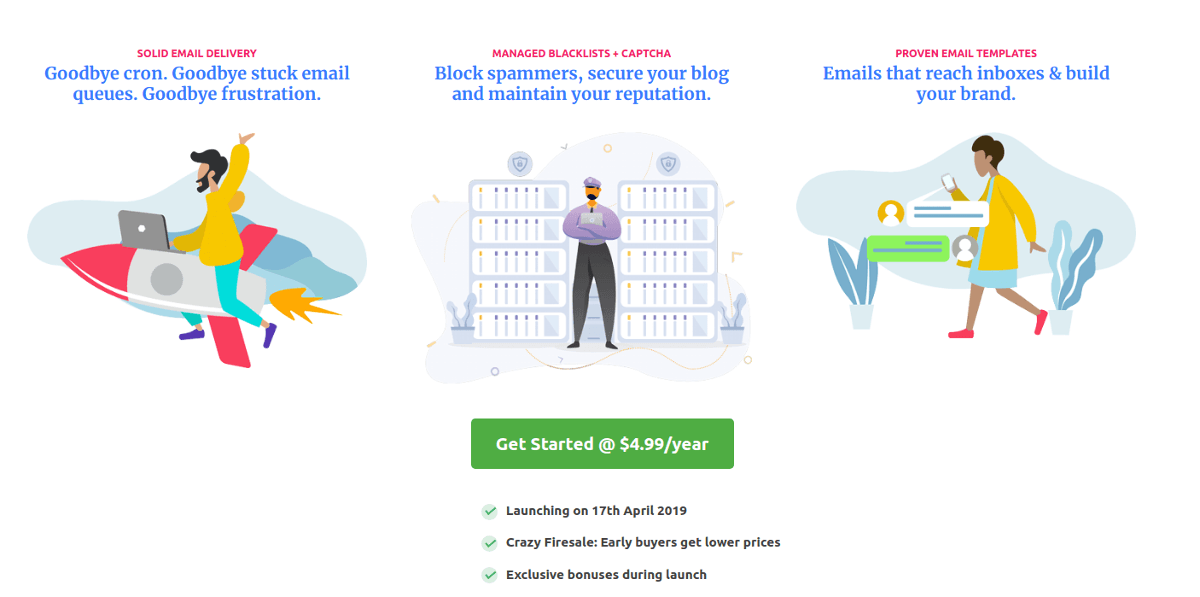 SOLID EMAIL DELIVERY
Goodbye cron. Goodbye stuck email
queues. Goodbye frustration.
MANAGED BLACKLISTS + CAPTCHA
Block spammers, secure your blog
and maintain your reputation.
PROVEN EMAIL TEMPLATES
Emails that reach inboxes & build
your brand.
Get Started @ $4.99/year
Launching on 17th April 2019
Crazy Firesale: Early buyers get lower prices
Exclusive bonuses during launch